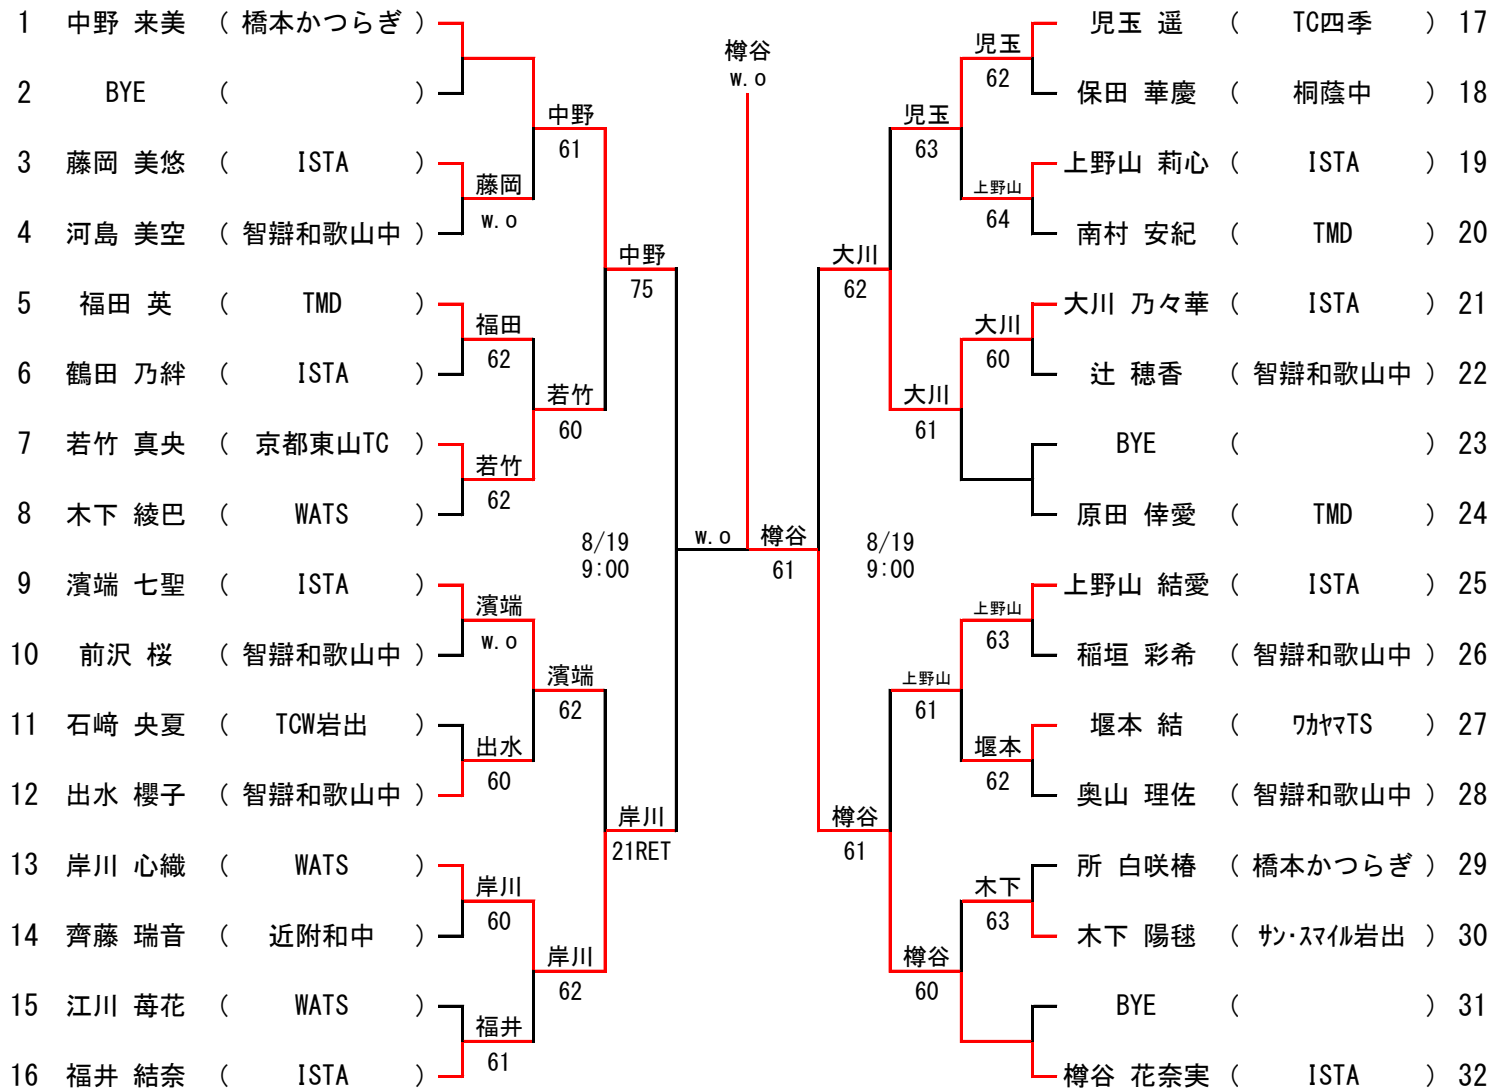 1 中野 来美 ( 橋本かつらぎ )
2 BYE ( )
3 藤岡 美悠 ( ISTA )
4 河島 美空 ( 智辯和歌山中 )
5 福田 英 ( TMD )
6 鶴田 乃絆 ( ISTA )
7 若竹 真央 ( 京都東山TC )
8 木下 綾巴 ( WATS )
9 濱端 七聖 ( ISTA )
10 前沢 桜 ( 智辯和歌山中 )
11 石﨑 央夏 ( TCW岩出 )
12 出水 櫻子 ( 智辯和歌山中 )
13 岸川 心織 ( WATS )
14 齊藤 瑞音 ( 近附和中 )
15 江川 苺花 ( WATS )
16 福井 結奈 ( ISTA )
藤岡
w.o
福田
62
若竹
62
濱端
w.o
出水
60
岸川
60
福井
61
中野
61
若竹
60
濱端
62
岸川
62
中野
75
岸川
21RET
8/19
9:00
w.o
樽谷
w.o
樽谷
61
8/19
9:00
大川
62
樽谷
61
児玉
63
大川
61
上野山
61
樽谷
60
児玉
62
上野山
64
大川
60
上野山
63
堰本
62
木下
63
児玉 遥 ( TC四季 ) 17
保田 華慶 ( 桐蔭中 ) 18
上野山 莉心 ( ISTA ) 19
南村 安紀 ( TMD ) 20
大川 乃々華 ( ISTA ) 21
辻 穂香 ( 智辯和歌山中 ) 22
BYE ( ) 23
原田 倖愛 ( TMD ) 24
上野山 結愛 ( ISTA ) 25
稲垣 彩希 ( 智辯和歌山中 ) 26
堰本 結 ( ﾜｶﾔﾏTS ) 27
奥山 理佐 ( 智辯和歌山中 ) 28
所 白咲椿 ( 橋本かつらぎ ) 29
木下 陽毬 ( ｻﾝ・ｽﾏｲﾙ岩出 ) 30
BYE ( ) 31
樽谷 花奈実 ( ISTA ) 32